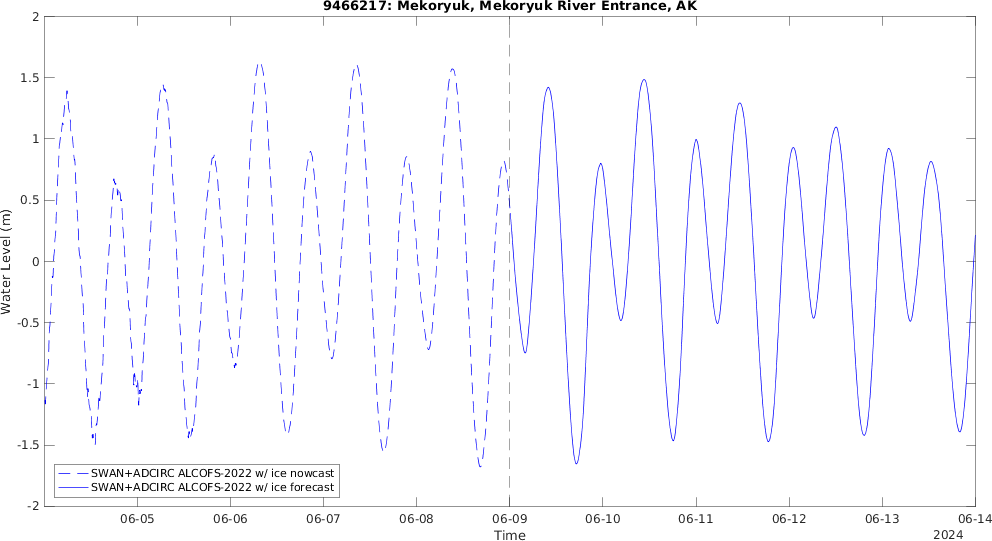 9466217: Mekoryuk, Mekoryuk River Entrance, AK
2
1.5
1
0.5
0
-0.5
-1
-1.5
-2
Water Level (m)
SWAN+ADCIRC ALCOFS-2022 w/ ice nowcast
SWAN+ADCIRC ALCOFS-2022 w/ ice forecast
06-05 06-06 06-07 06-08 06-09 06-10 06-11 06-12 06-13 06-14
Time
2024